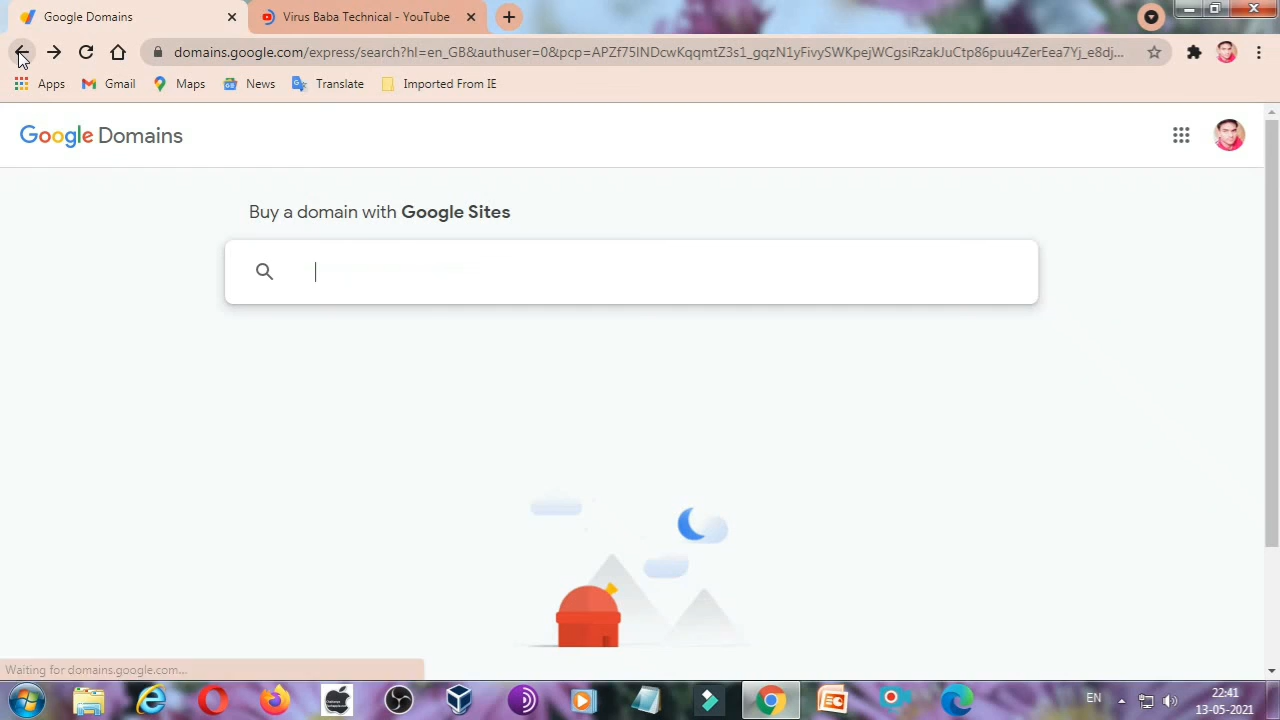 Google Domains
Virus Baba Technical - YouTube
domains.google.com/express/search?hl=en_GB&authuser=0&pcp=APZf75INDcwKqqmtZ3s1_gqzN1yFivySWKpejWCgsiRzakJuCtp86puu4ZerEea7Yj_e8dj...
Apps Gmail Maps News Translate Imported From IE
Google Domains
Buy a domain with Google Sites
Waiting for domains.google.com...
EN
22:41
13-05-2021